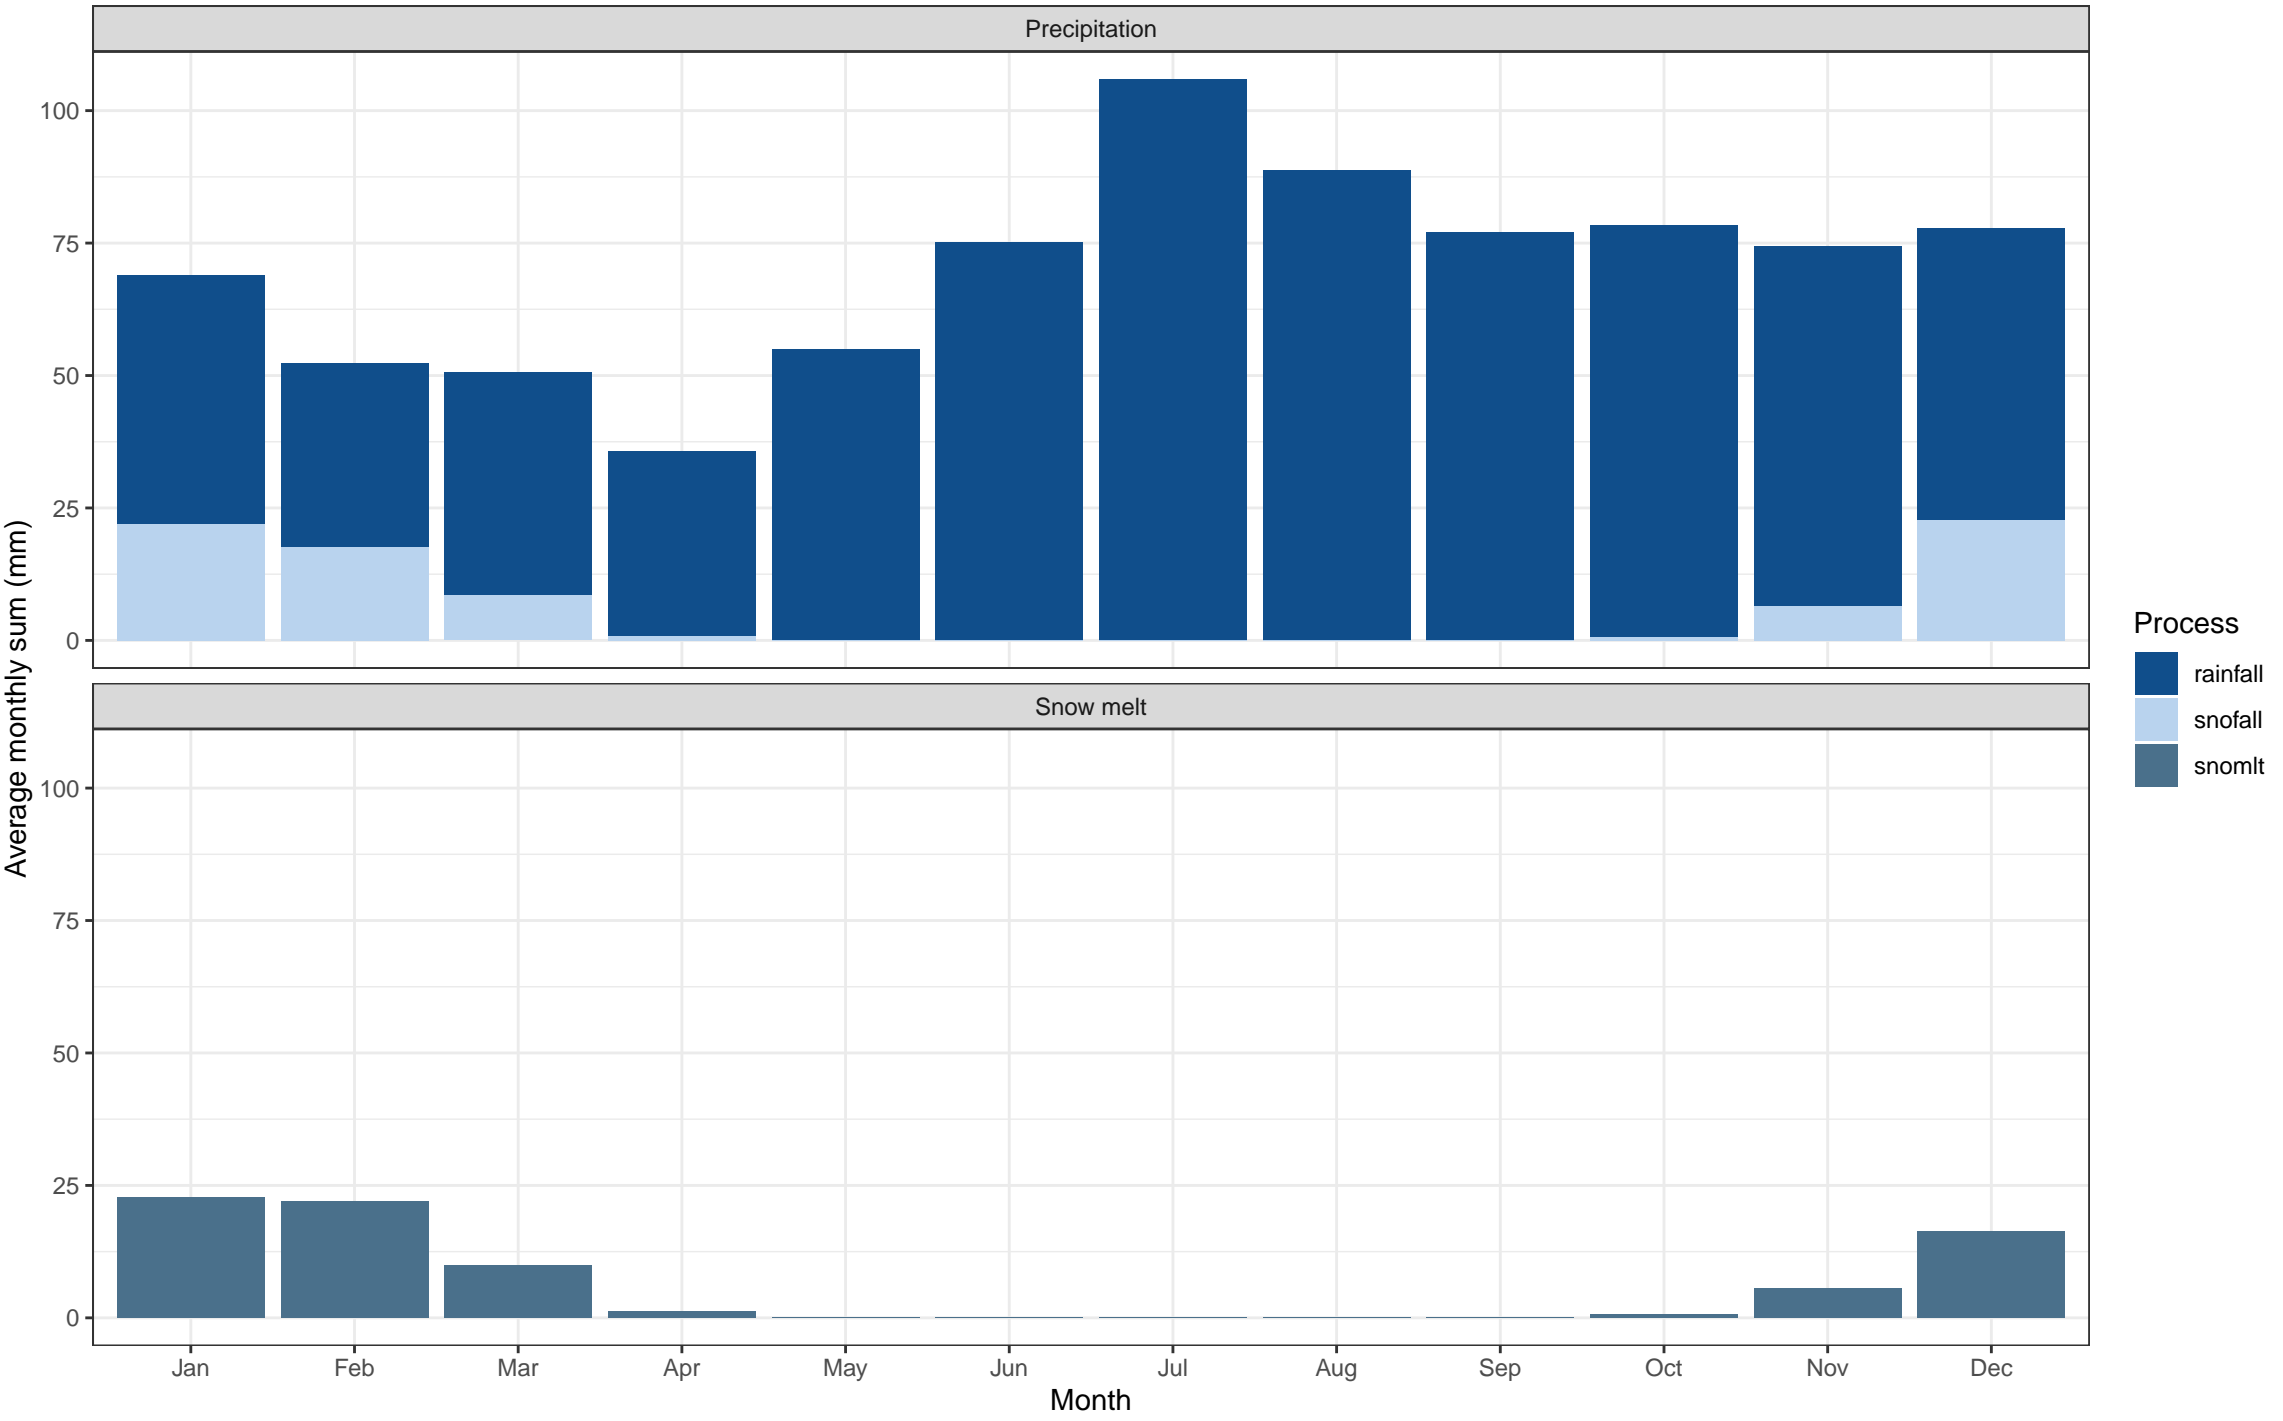 Precipitation
100
75
50
25
0
Snow melt
100
75
50
25
0
Jan Feb Mar Apr May Jun Jul Aug Sep Oct Nov Dec
Month
Average monthly sum (mm)
Process
rainfall
snofall
snomlt